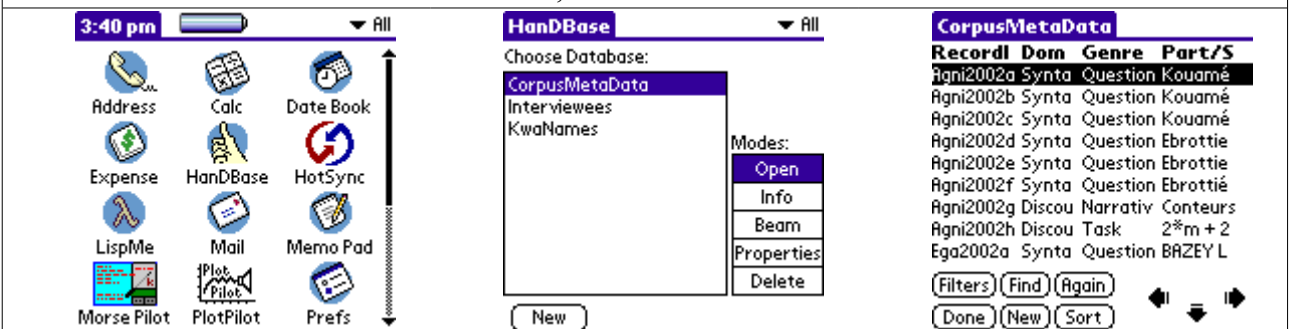 3:40 pm
All
Address Calc Date Book
Expense HanDBase HotSync
LispMe Mail Memo Pad
Plot
Pilot
Morse Pilot PlotPilot Prefs
HanDBase
All
Choose Database:
CorpusMetaData
Interviewees
KwaNames
Modes:
Open
Info
Beam
Properties
Delete
New
CorpusMetaData
RecordI Dom Genre Part/S
Agni2002a Synta Question Kouamé
Agni2002b Synta Question Kouamé
Agni2002c Synta Question Kouamé
Agni2002d Synta Question Ebrottie
Agni2002e Synta Question Ebrottie
Agni2002f Synta Question Ebrottié
Agni2002g Discou Narrativ Conteurs
Agni2002h Discou Task 2*m + 2
Ega2002a Synta Question BAZEY L
Filters Find Again
Done New Sort